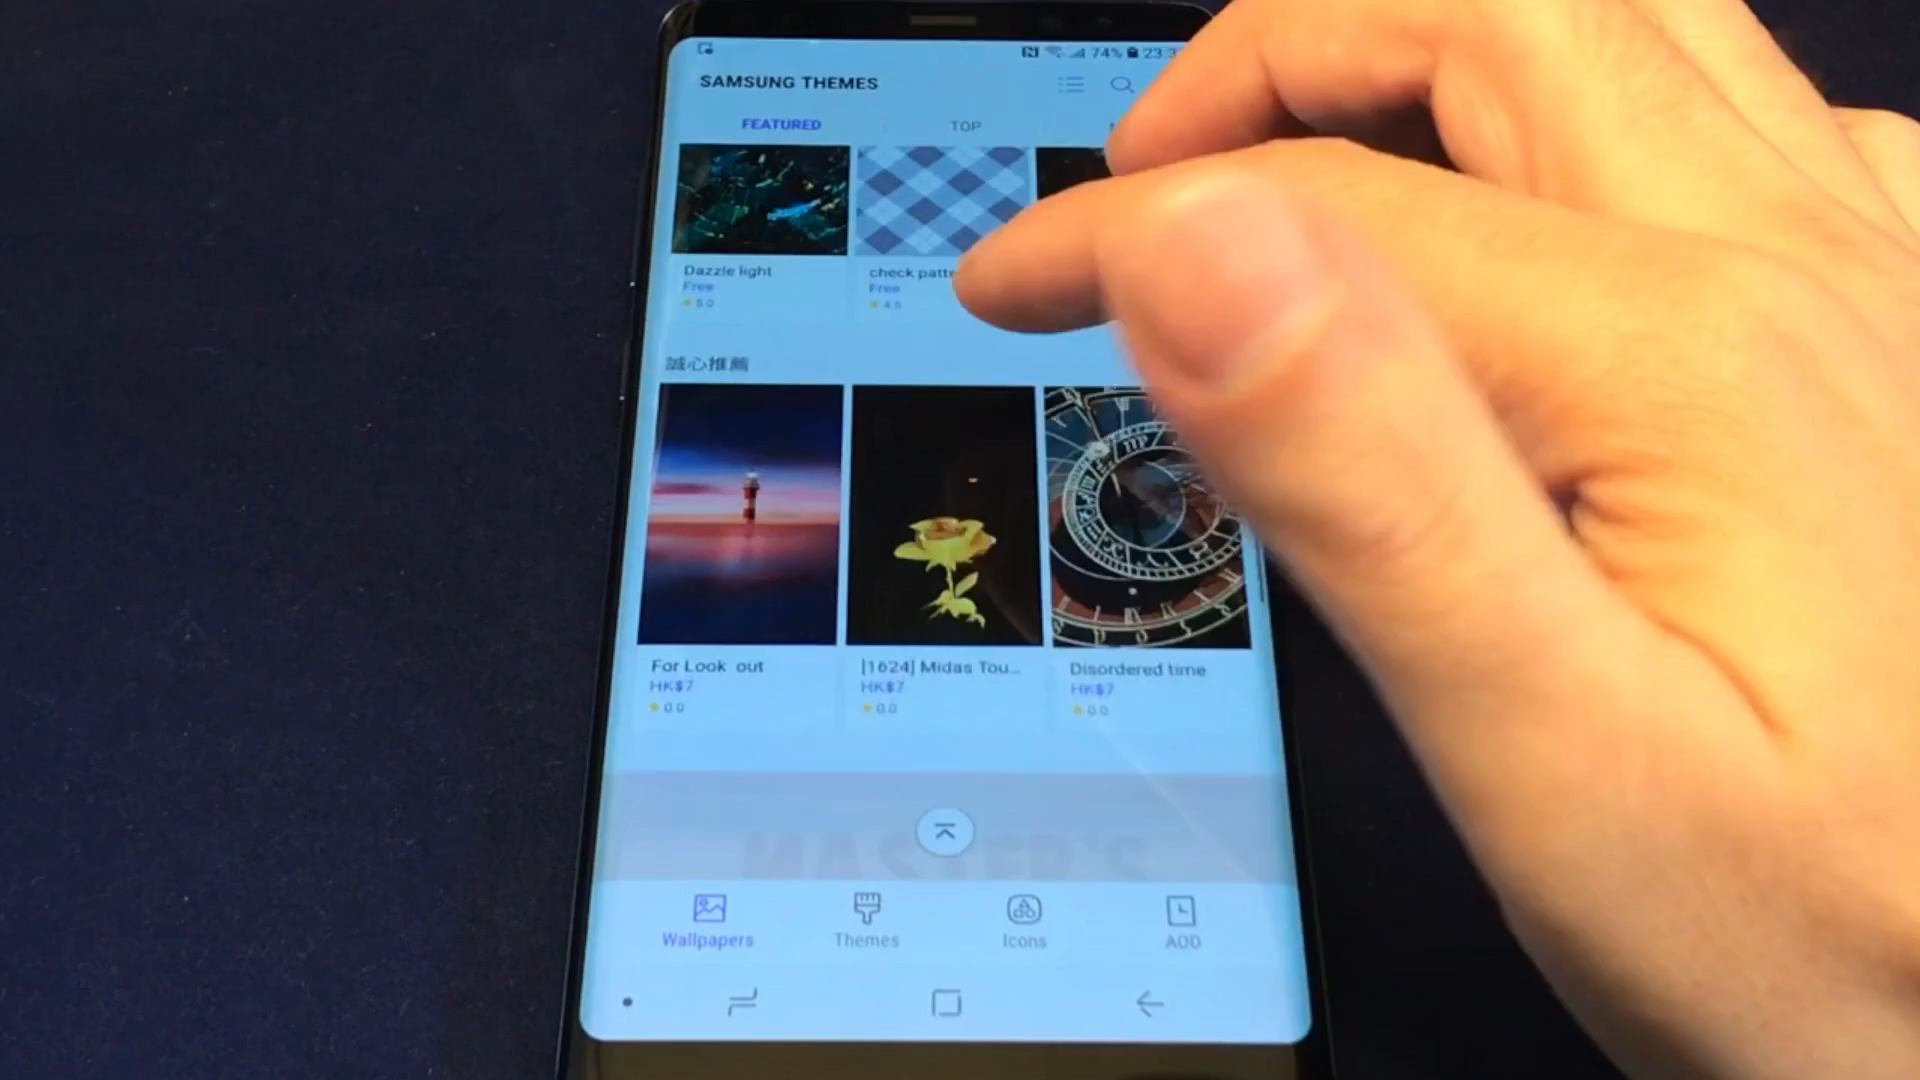 74% 23:3
SAMSUNG THEMES
FEATURED
TOP
Dazzle light
Free
5.0
check patte
Free
4.5
誠心推薦
For Look out
HK$7
0.0
[1624] Midas Tou...
HK$7
0.0
Disordered time
HK$7
0.0
MASTER'S
Wallpapers
Themes
Icons
AOD